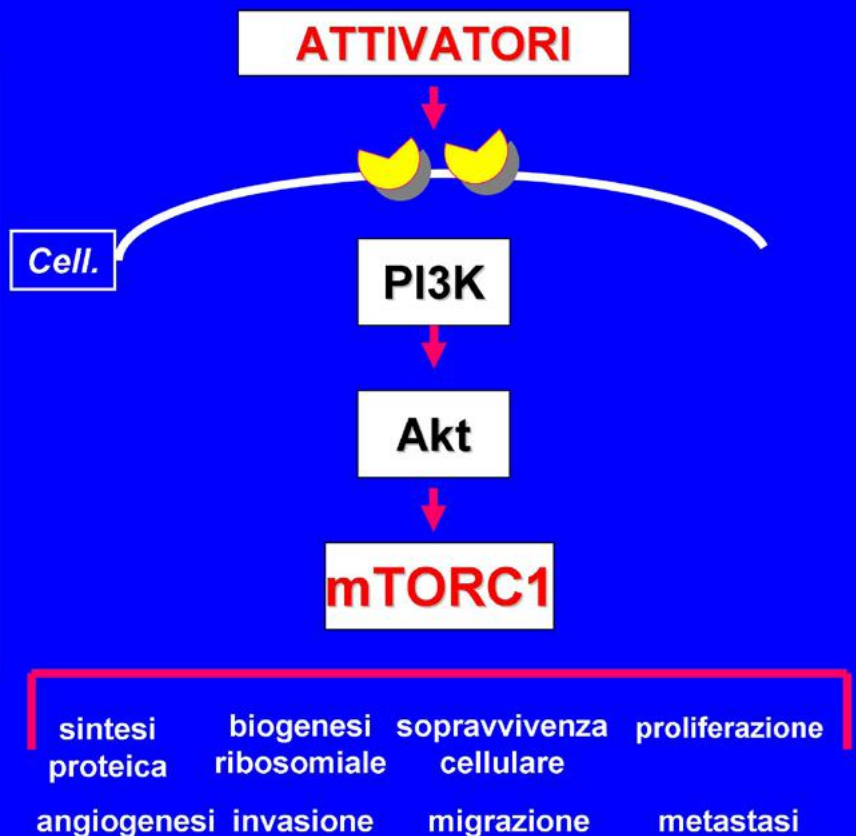 ATTIVATORI
Cell.
PI3K
Akt
mTORC1
sintesi proteica
biogenesi ribosomiale
sopravvivenza cellulare
proliferazione
angiogenesi
invasione
migrazione
metastasi